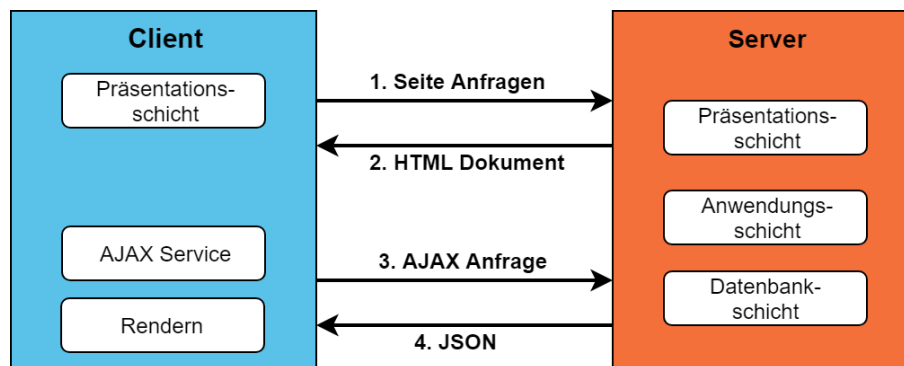 Client
Präsentations-
schicht
AJAX Service
Rendern
1. Seite Anfragen
2. HTML Dokument
3. AJAX Anfrage
4. JSON
Server
Präsentations-
schicht
Anwendungs-
schicht
Datenbank-
schicht